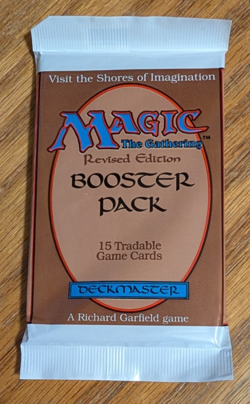 Visit the Shores of Imagination
MAGIC™
The Gathering
Revised Edition
BOOSTER
PACK
15 Tradable
Game Cards
DECKMASTER
A Richard Garfield game